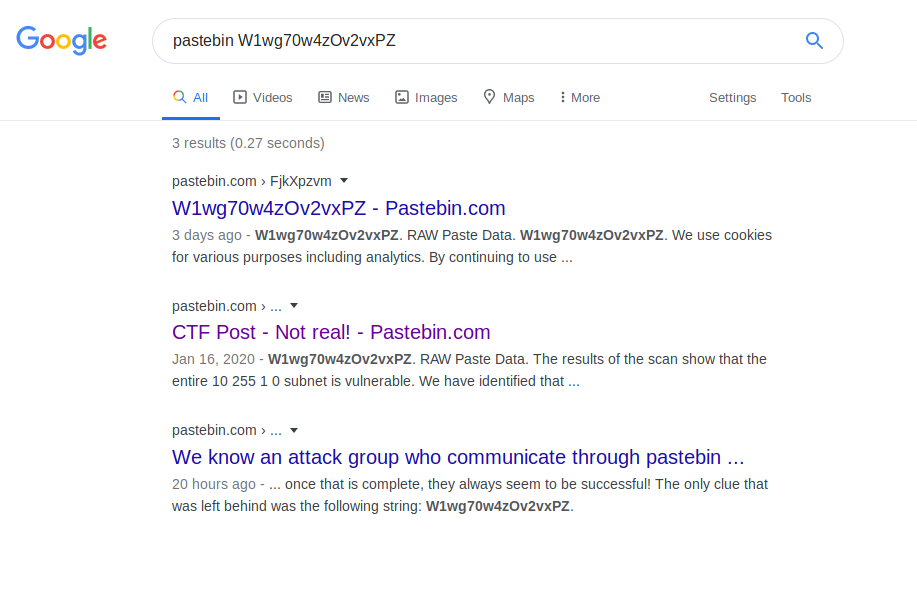 Google
pastebin W1wg70w4zOv2vxPZ
All Videos News Images Maps More Settings Tools
3 results (0.27 seconds)
pastebin.com › FjkXpzvm
W1wg70w4zOv2vxPZ - Pastebin.com
3 days ago - W1wg70w4zOv2vxPZ. RAW Paste Data. W1wg70w4zOv2vxPZ. We use cookies
for various purposes including analytics. By continuing to use ...
pastebin.com › ...
CTF Post - Not real! - Pastebin.com
Jan 16, 2020 - W1wg70w4zOv2vxPZ. RAW Paste Data. The results of the scan show that the
entire 10 255 1 0 subnet is vulnerable. We have identified that ...
pastebin.com › ...
We know an attack group who communicate through pastebin ...
20 hours ago - ... once that is complete, they always seem to be successful! The only clue that
was left behind was the following string: W1wg70w4zOv2vxPZ.